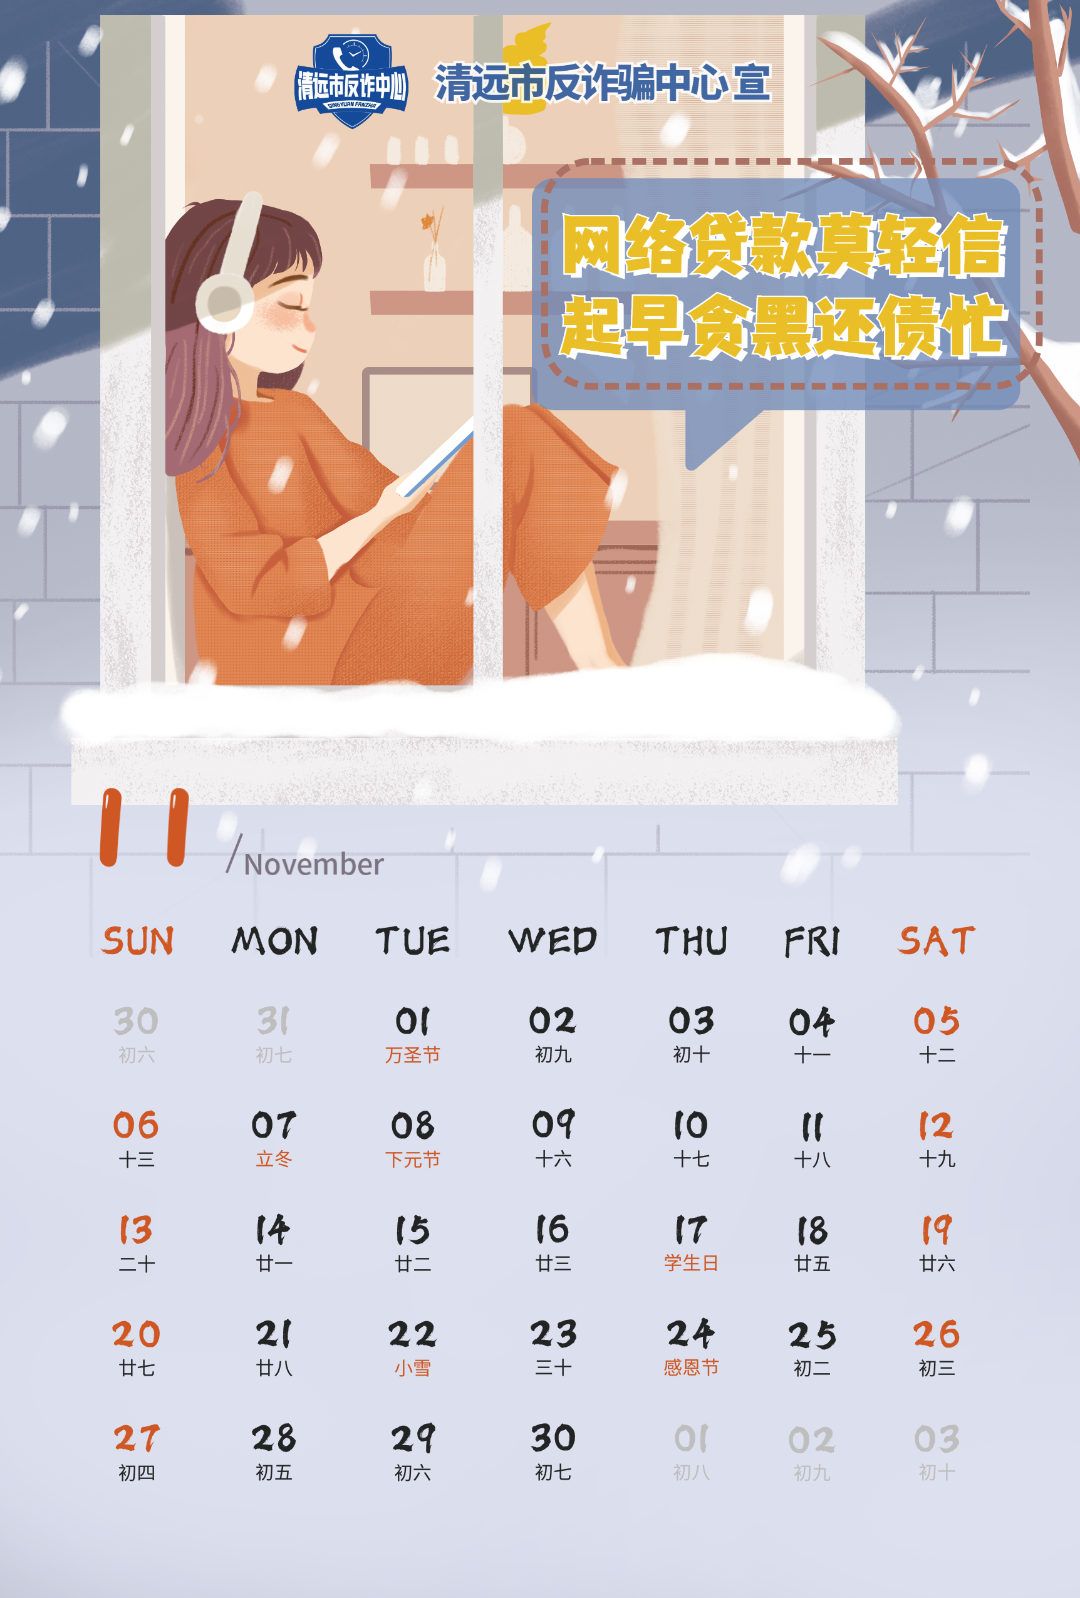 清远市反诈中心
QINGYUAN FANZHA
清远市反诈骗中心 宣
网络贷款莫轻信
起早贪黑还债忙
11 /November
SUN MON TUE WED THU FRI SAT
30 31 01 02 03 04 05
初六 初七 万圣节 初九 初十 十一 十二
06 07 08 09 10 11 12
十三 立冬 下元节 十六 十七 十八 十九
13 14 15 16 17 18 19
二十 廿一 廿二 廿三 学生日 廿五 廿六
20 21 22 23 24 25 26
廿七 廿八 小雪 三十 感恩节 初二 初三
27 28 29 30 01 02 03
初四 初五 初六 初七 初八 初九 初十